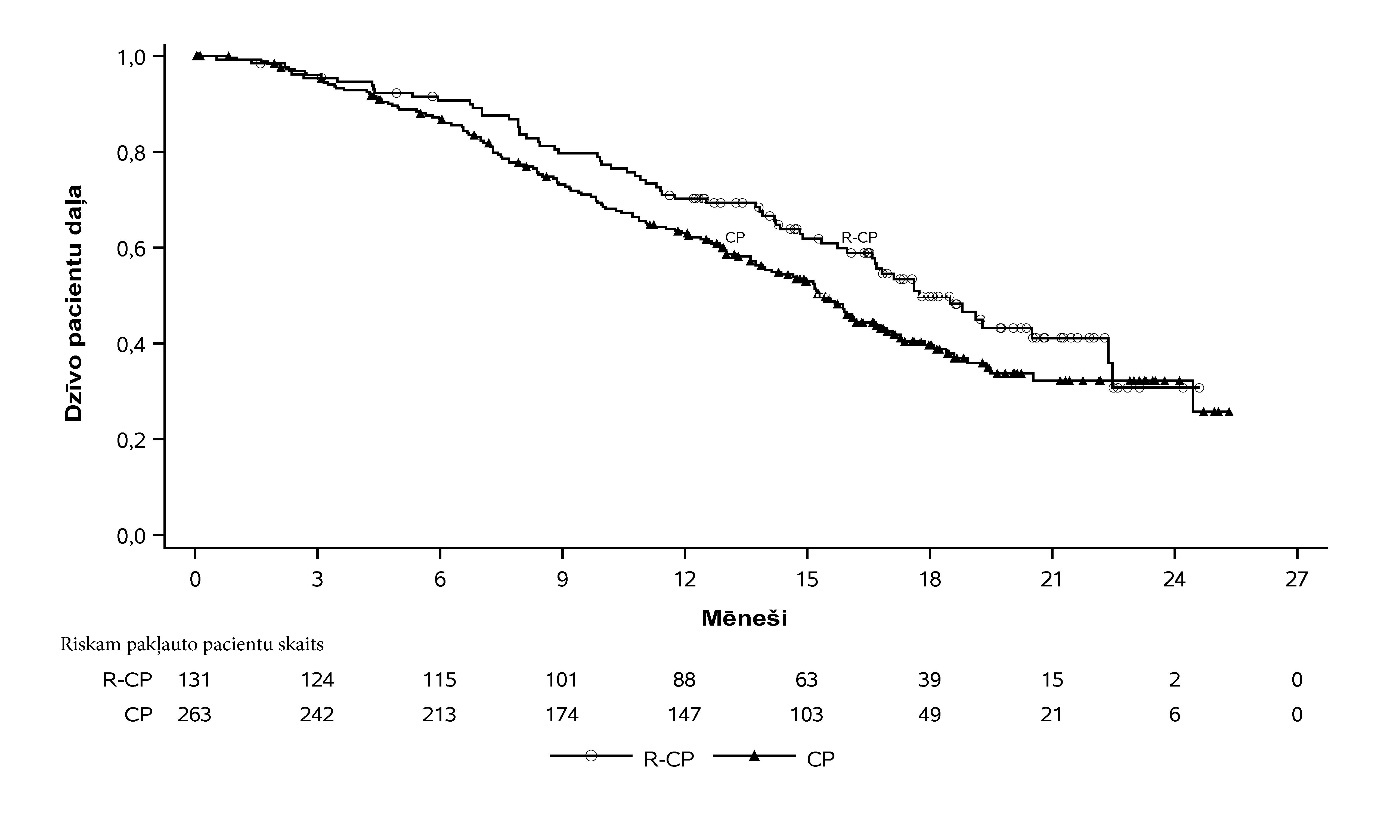 1,0
0,8
0,6
0,4
0,2
0,0
Dzīvo pacientu daļa
CP
R-CP
0 3 6 9 12 15 18 21 24 27
Mēneši
Riskam pakļauto pacientu skaits
R-CP 131 124 115 101 88 63 39 15 2 0
CP 263 242 213 174 147 103 49 21 6 0
R-CP CP